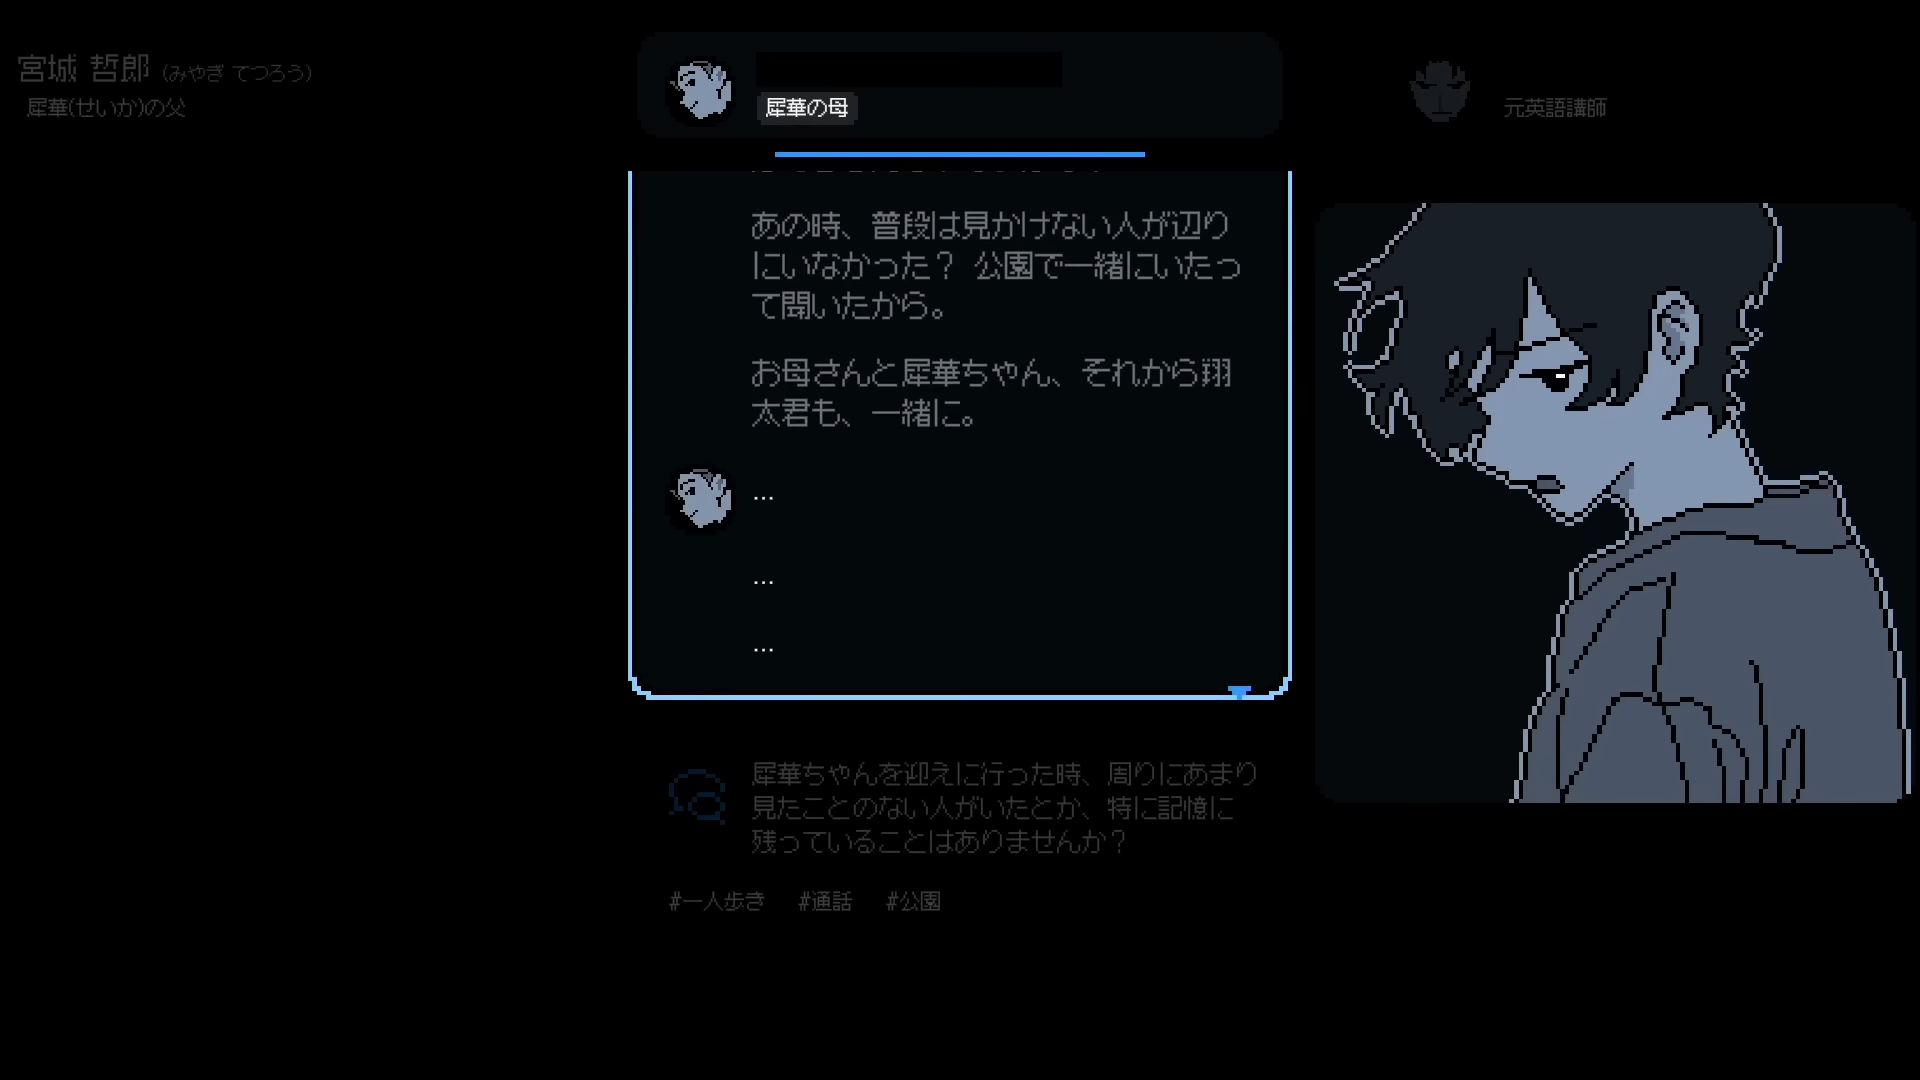 宮城 哲郎 (みやぎ てつろう)
犀華(せいか)の父
犀華の母
元英語講師
あの時、普段は見かけない人が辺り
にいなかった? 公園で一緒にいたっ
て聞いたから。
お母さんと犀華ちゃん、それから翔
太君も、一緒に。
...
...
...
犀華ちゃんを迎えに行った時、周りにあまり
見たことのない人がいたとか、特に記憶に
残っていることはありませんか?
#一人歩き #通話 #公園